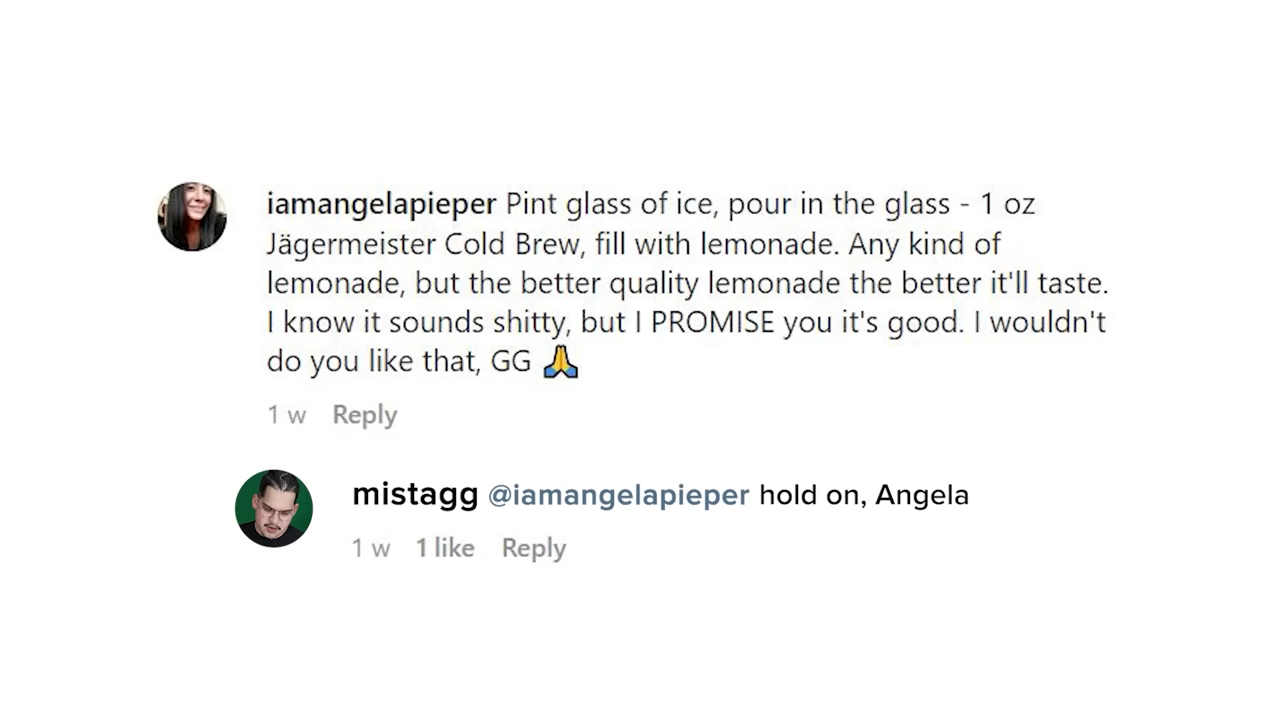 iamangelapieper Pint glass of ice, pour in the glass - 1 oz
Jägermeister Cold Brew, fill with lemonade. Any kind of
lemonade, but the better quality lemonade the better it'll taste.
I know it sounds shitty, but I PROMISE you it's good. I wouldn't
do you like that, GG 🙏
1 w Reply
mistagg @iamangelapieper hold on, Angela
1 w 1 like Reply